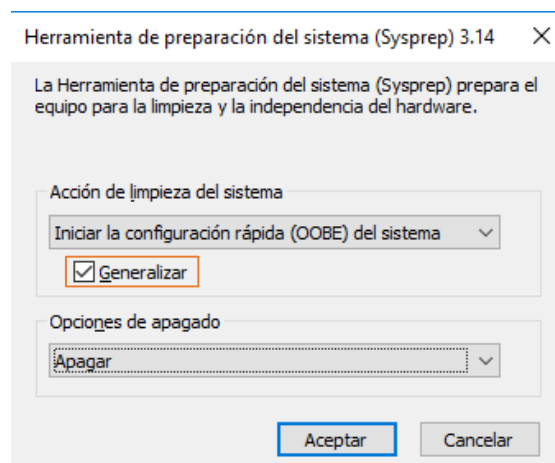 Herramienta de preparación del sistema (Sysprep) 3.14
La Herramienta de preparación del sistema (Sysprep) prepara el
equipo para la limpieza y la independencia del hardware.
Acción de limpieza del sistema
Iniciar la configuración rápida (OOBE) del sistema
Generalizar
Opciones de apagado
Apagar
Aceptar Cancelar